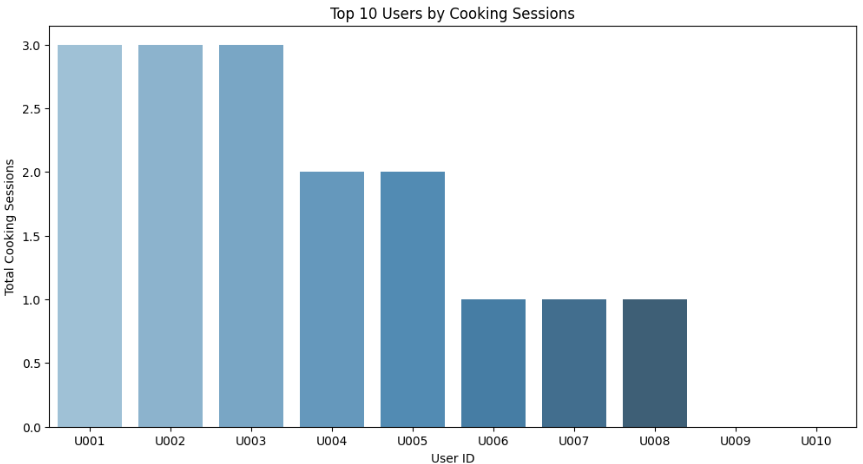 Top 10 Users by Cooking Sessions
Total Cooking Sessions
3.0
2.5
2.0
1.5
1.0
0.5
0.0
U001 U002 U003 U004 U005 U006 U007 U008 U009 U010
User ID